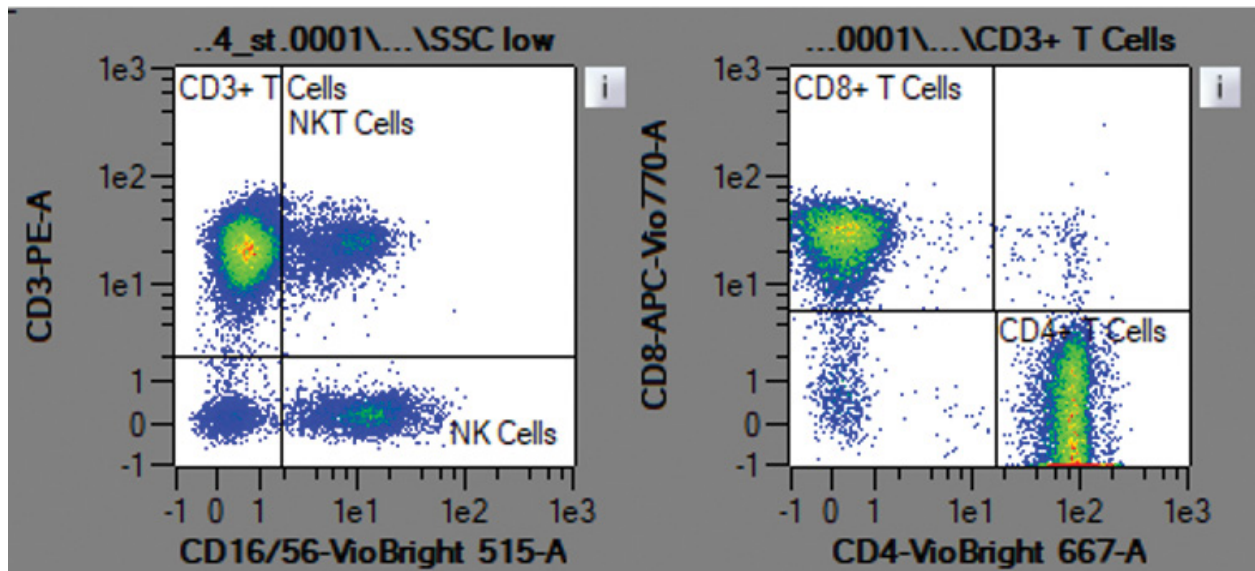 ..4_st.0001\...\SSC low
1e3
1e2
1e1
1
0
-1
CD3-PE-A
CD3+ T Cells
NKT Cells
NK Cells
-1 0 1 1e1 1e2 1e3
CD16/56-VioBright 515-A
i
...0001\...\CD3+ T Cells
1e3
1e2
1e1
1
0
-1
CD8-APC-Vio770-A
CD8+ T Cells
CD4+ T Cells
-1 0 1 1e1 1e2 1e3
CD4-VioBright 667-A
i